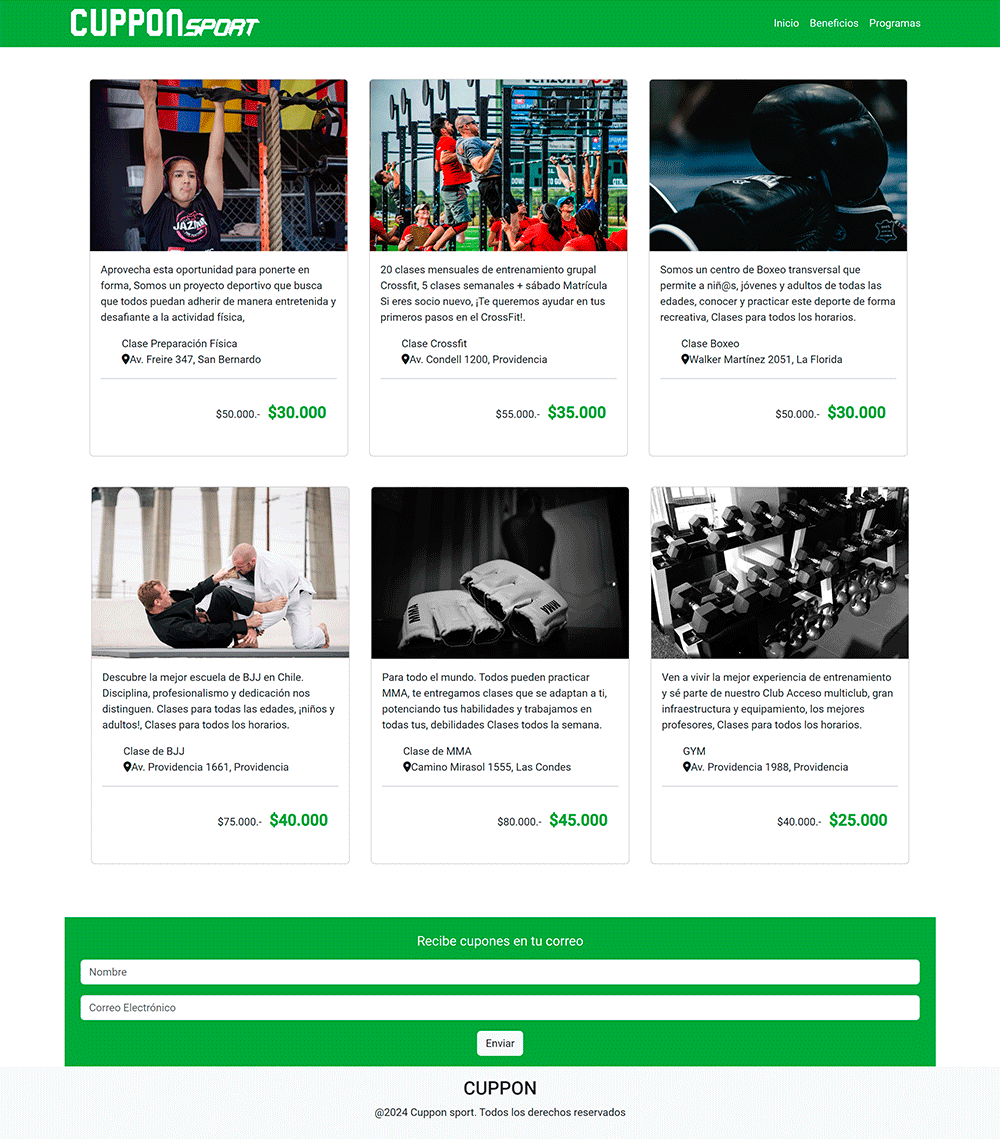 CUPPON SPORT
Inicio Beneficios Programas
JAZM
Aprovecha esta oportunidad para ponerte en
forma, Somos un proyecto deportivo que busca
que todos puedan adherir de manera entretenida y
desafiante a la actividad física,
Clase Preparación Física
Av. Freire 347, San Bernardo
$50.000.- $30.000
verizon
20 clases mensuales de entrenamiento grupal
Crossfit, 5 clases semanales + sábado Matrícula
Si eres socio nuevo, ¡Te queremos ayudar en tus
primeros pasos en el CrossFit!.
Clase Crossfit
Av. Condell 1200, Providencia
$55.000.- $35.000
Somos un centro de Boxeo transversal que
permite a niñ@s, jóvenes y adultos de todas las
edades, conocer y practicar este deporte de forma
recreativa, Clases para todos los horarios.
Clase Boxeo
Walker Martínez 2051, La Florida
$50.000.- $30.000
Descubre la mejor escuela de BJJ en Chile.
Disciplina, profesionalismo y dedicación nos
distinguen. Clases para todas las edades, ¡niños y
adultos!, Clases para todos los horarios.
Clase de BJJ
Av. Providencia 1661, Providencia
$75.000.- $40.000
MMA
MMA
Para todo el mundo. Todos pueden practicar
MMA, te entregamos clases que se adaptan a ti,
potenciando tus habilidades y trabajamos en
todas tus, debilidades Clases todos la semana.
Clase de MMA
Camino Mirasol 1555, Las Condes
$80.000.- $45.000
Ven a vivir la mejor experiencia de entrenamiento
y sé parte de nuestro Club Acceso multiclub, gran
infraestructura y equipamiento, los mejores
profesores, Clases para todos los horarios.
GYM
Av. Providencia 1988, Providencia
$40.000.- $25.000
Recibe cupones en tu correo
Nombre
Correo Electrónico
Enviar
CUPPON
@2024 Cuppon sport. Todos los derechos reservados